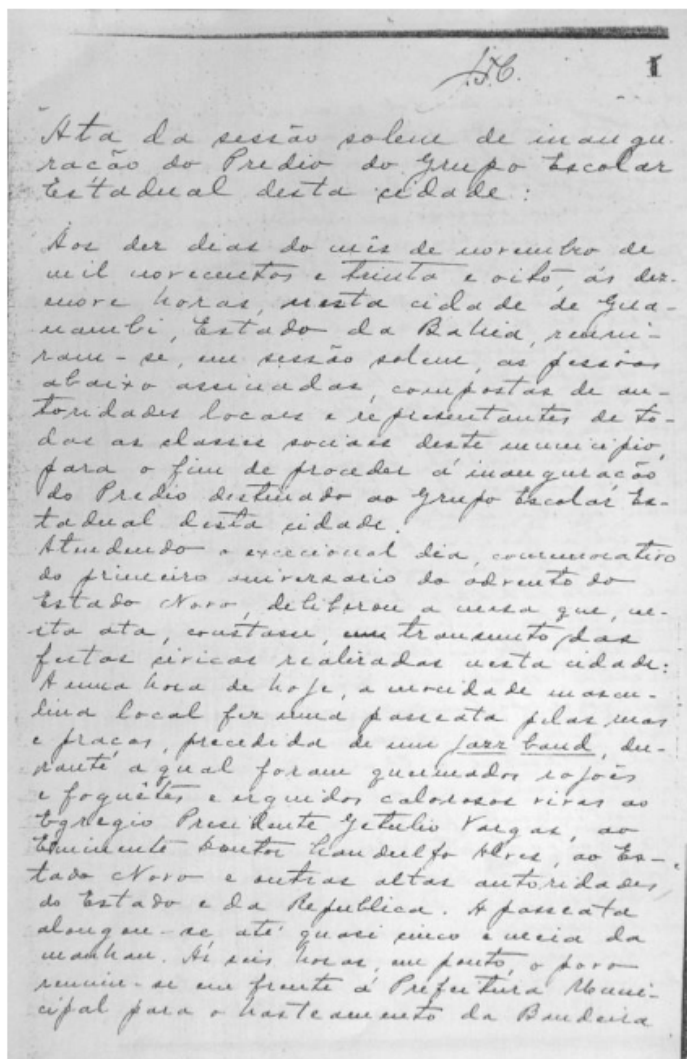 J.T.C. 1
Ata da sessão solene de inaugu-
ração do Predio do Grupo Escolar
Estadual desta cidade:
Aos dez dias do mês de novembro de
mil novecentos e trinta e oito, ás dez-
enove horas, nesta cidade de Gua-
nambi, Estado da Bahia, reuni-
ram-se, em sessão solene, as pessoas
abaixo assinadas, compostas de au-
toridades locaes e representantes de to-
das as classes sociaes deste municipio,
para o fim de proceder á inauguração
do Predio destinado ao Grupo Escolar Es-
tadual desta cidade.
Atendendo o excecional dia, comemorativo
do primeiro aniversario do advento do
Estado Novo, deliberou a mesa que, ne-
sta ata, constasse, transunto das
festas civicas realizadas nesta cidade:
A uma hora de hoje, a mocidade mascu-
lina local fez uma passeata pelas ruas
e praças, precedida de um jazz band, du-
rante a qual foram queimados rojões
e foguêtes e erguidos calorosos vivas ao
Egregio Presidente Getulio Vargas, ao
Eminente Doutor Landulfo Alves, ao Es-
tado Novo e outras altas autoridades
do Estado e da Republica. A passeata
alongou-se até quasi cinco e meia da
manhan. Ás seis horas, em ponto, o povo
reuniu-se em frente á Prefeitura Muni-
cipal para o hasteamento da Bandeira